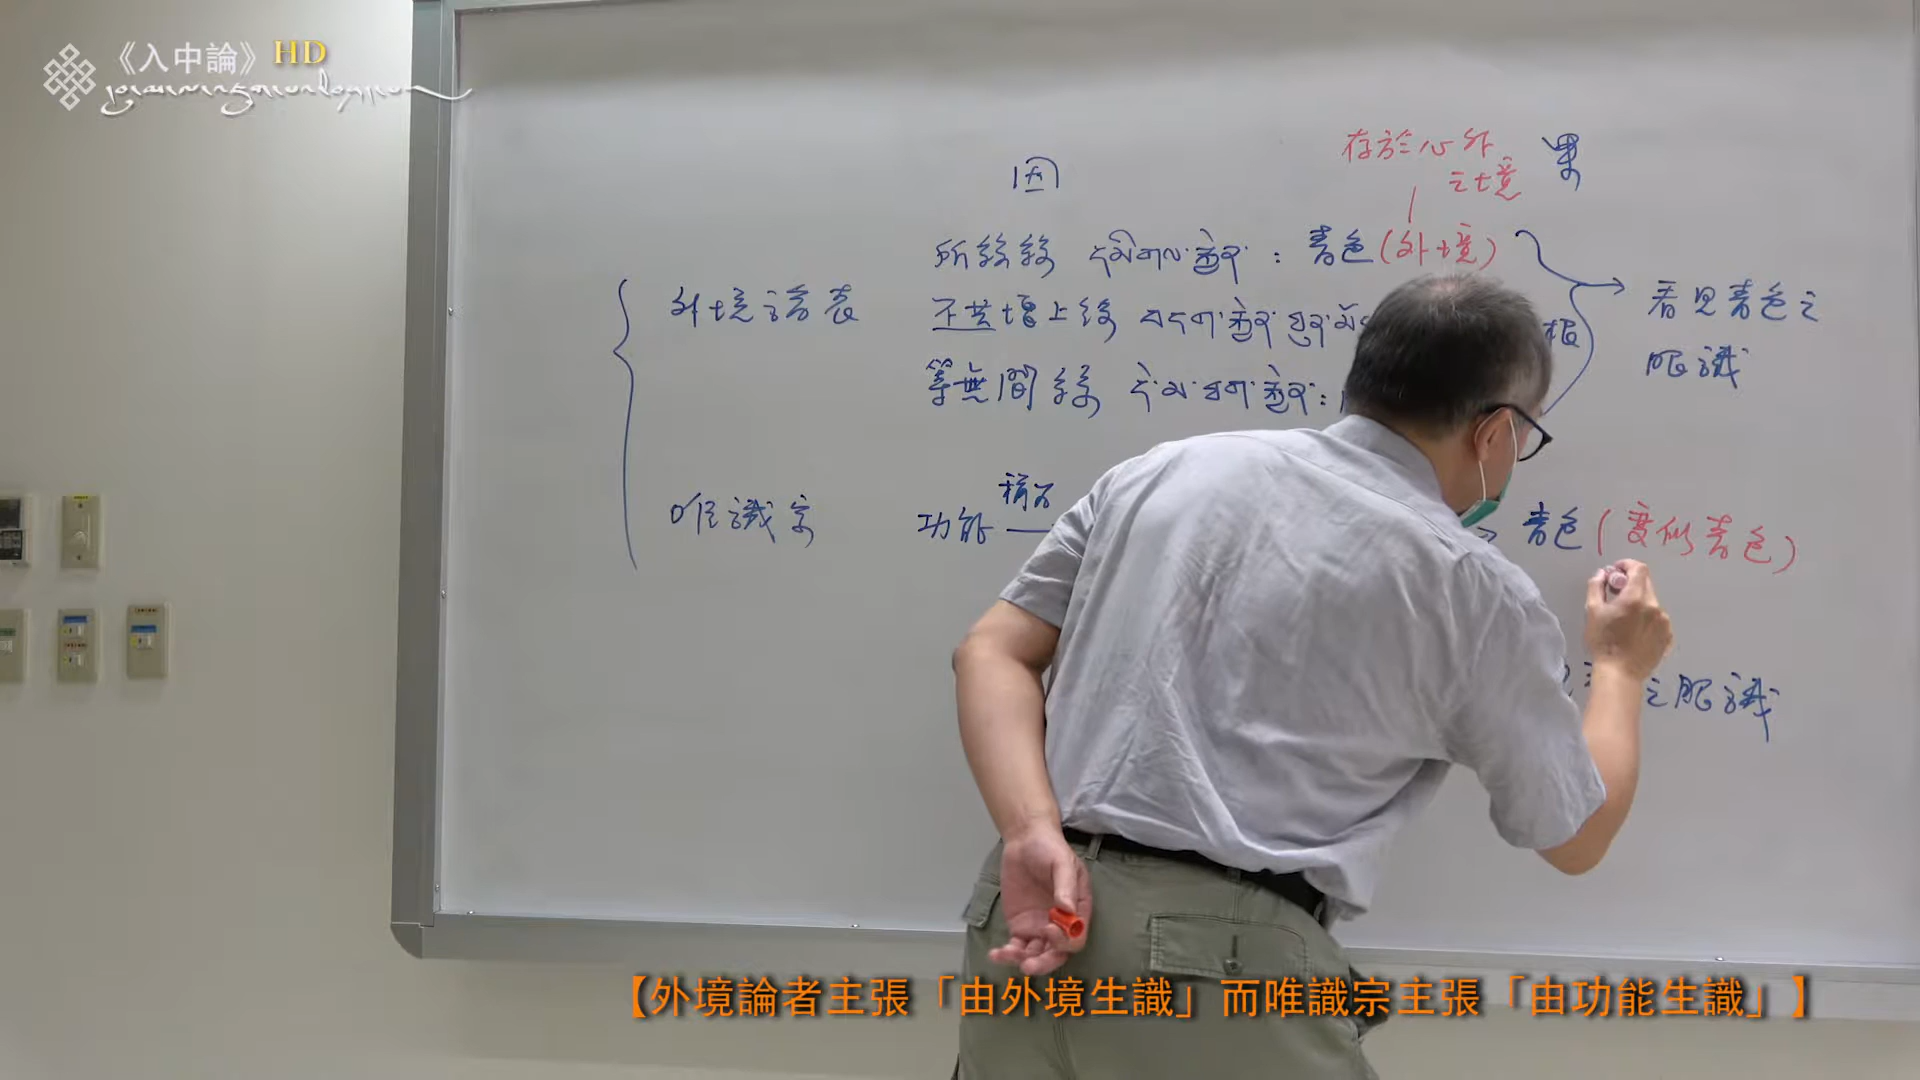 《入中論》HD
因
果
存於心外
之境
所緣緣 དམིགས་རྐྱེན་ : 青色(外境)
外境論者
不共增上緣 བདག་རྐྱེན་
根
看見青色之
眼識
等無間緣 དེ་མ་ཐག་རྐྱེན་:
唯識宗
功能
青色(變似青色)
之眼識
【外境論者主張「由外境生識」而唯識宗主張「由功能生識」】